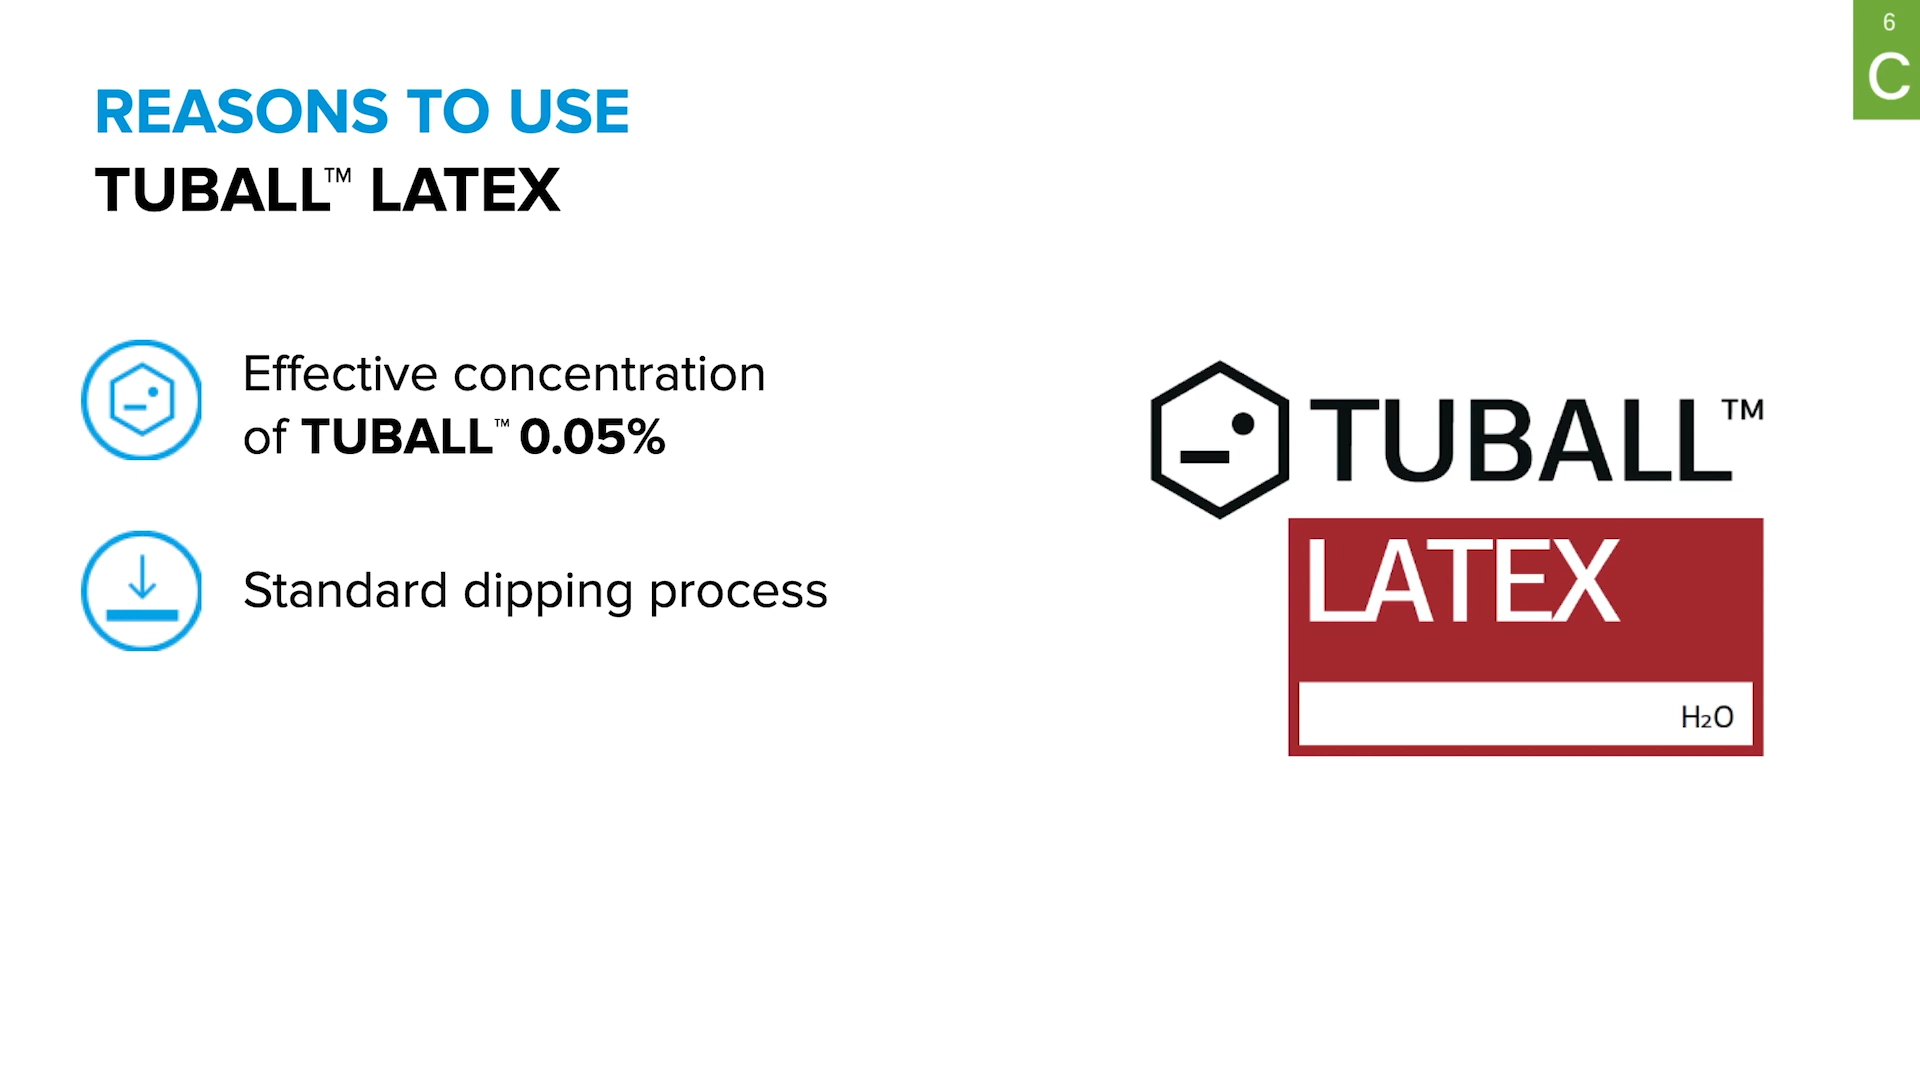 6
C
REASONS TO USE
TUBALL™ LATEX
Effective concentration
of TUBALL™ 0.05%
Standard dipping process
TUBALL™
LATEX
H₂O